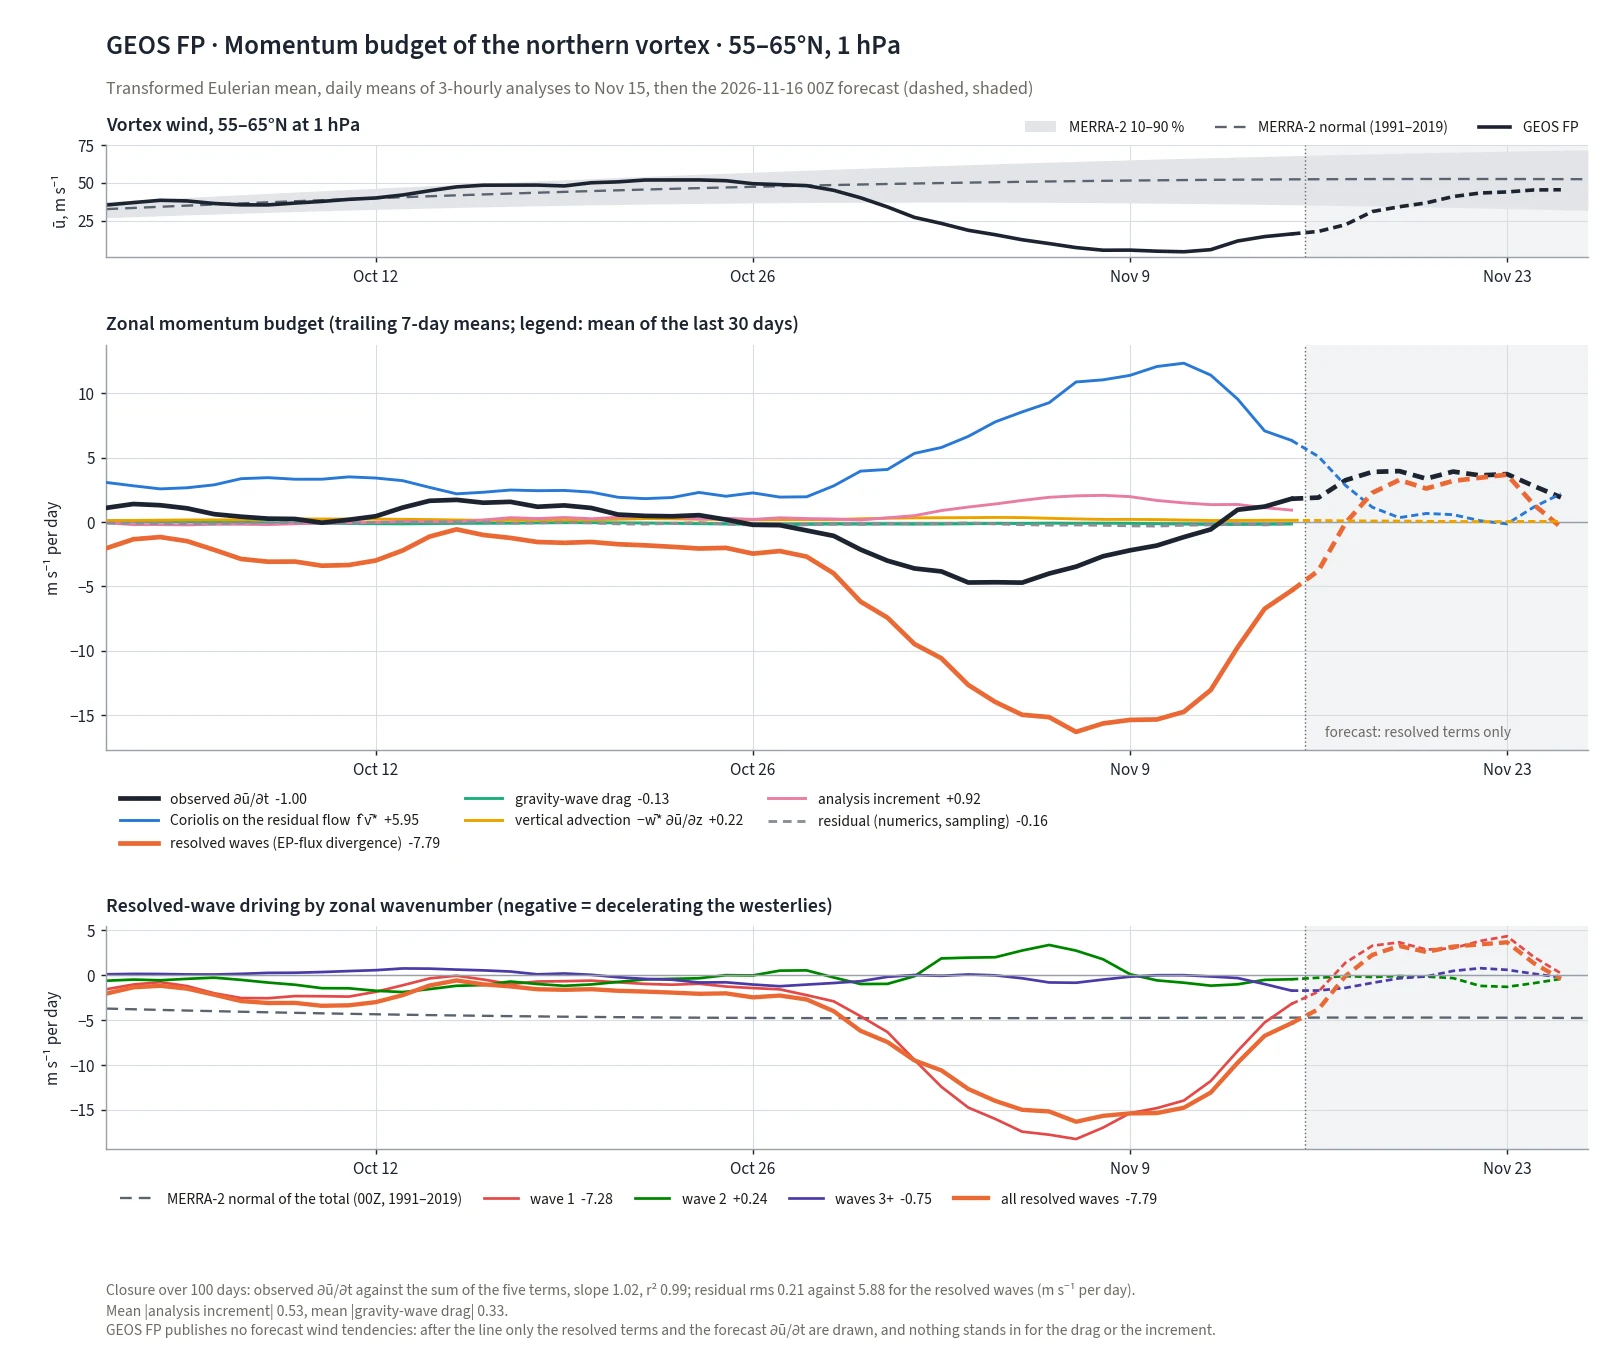 GEOS FP · Momentum budget of the northern vortex · 55–65°N, 1 hPa
Transformed Eulerian mean, daily means of 3-hourly analyses to Nov 15, then the 2026-11-16 00Z forecast (dashed, shaded)
Vortex wind, 55–65°N at 1 hPa
MERRA-2 10–90 %
MERRA-2 normal (1991–2019)
GEOS FP
75
50
25
ū, m s⁻¹
Oct 12
Oct 26
Nov 9
Nov 23
Zonal momentum budget (trailing 7-day means; legend: mean of the last 30 days)
10
5
0
−5
−10
−15
m s⁻¹ per day
forecast: resolved terms only
Oct 12
Oct 26
Nov 9
Nov 23
observed ∂ū/∂t -1.00
gravity-wave drag -0.13
analysis increment +0.92
Coriolis on the residual flow f v̄* +5.95
vertical advection −w̄* ∂ū/∂z +0.22
residual (numerics, sampling) -0.16
resolved waves (EP-flux divergence) -7.79
Resolved-wave driving by zonal wavenumber (negative = decelerating the westerlies)
5
0
−5
−10
−15
m s⁻¹ per day
Oct 12
Oct 26
Nov 9
Nov 23
MERRA-2 normal of the total (00Z, 1991–2019)
wave 1 -7.28
wave 2 +0.24
waves 3+ -0.75
all resolved waves -7.79
Closure over 100 days: observed ∂ū/∂t against the sum of the five terms, slope 1.02, r² 0.99; residual rms 0.21 against 5.88 for the resolved waves (m s⁻¹ per day).
Mean |analysis increment| 0.53, mean |gravity-wave drag| 0.33.
GEOS FP publishes no forecast wind tendencies: after the line only the resolved terms and the forecast ∂ū/∂t are drawn, and nothing stands in for the drag or the increment.